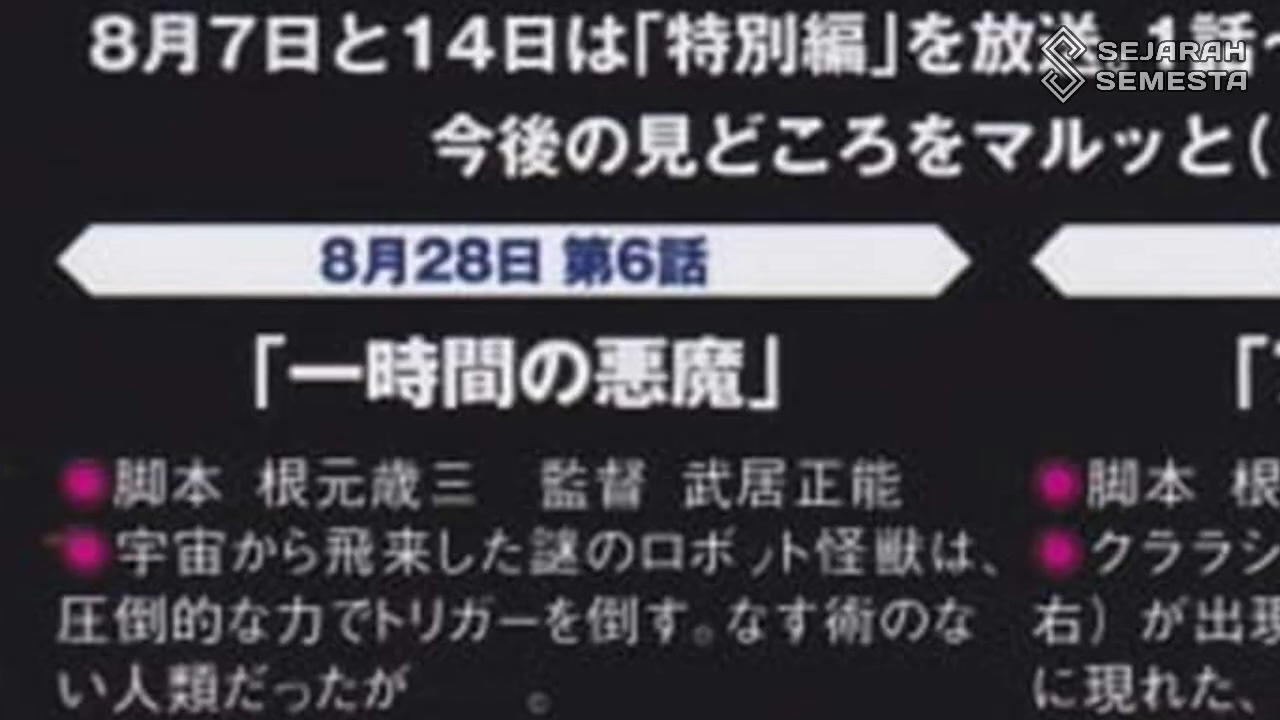 8月7日と14日は「特別編」を放送 1話
SEJARAH
SEMESTA
今後の見どころをマルッと(
8月28日 第6話
「一時間の悪魔」
「
●脚本 根元歳三 監督 武居正能
●宇宙から飛来した謎のロボット怪獣は、
圧倒的な力でトリガーを倒す。なす術のな
い人類だったが 。
●脚本 根
●クララシ
右）が出現
に現れた、